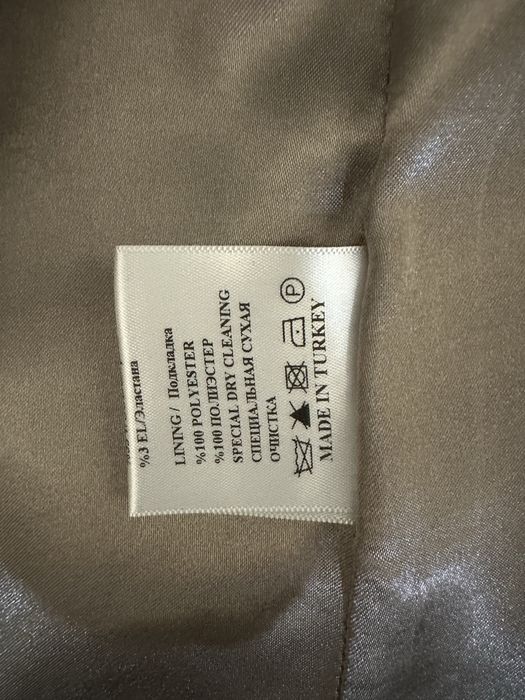 %3 EL/Эластана
LINING / Подкладка
%100 POLYESTER
%100 ПОЛИЭСТЕР
SPECIAL DRY CLEANING
СПЕЦИАЛЬНАЯ СУХАЯ
ОЧИСТКА
P
MADE IN TURKEY